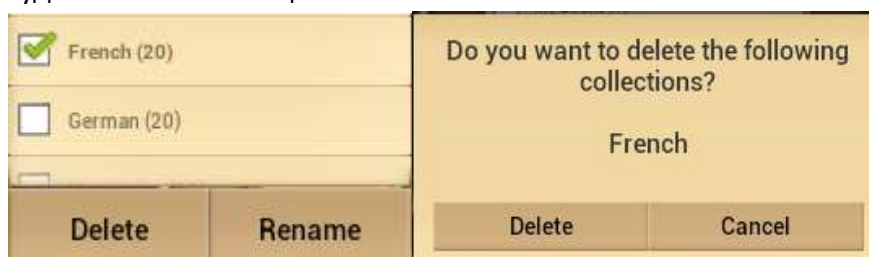 French (20)
German (20)
Delete
Rename
Do you want to delete the following
collections?
French
Delete
Cancel